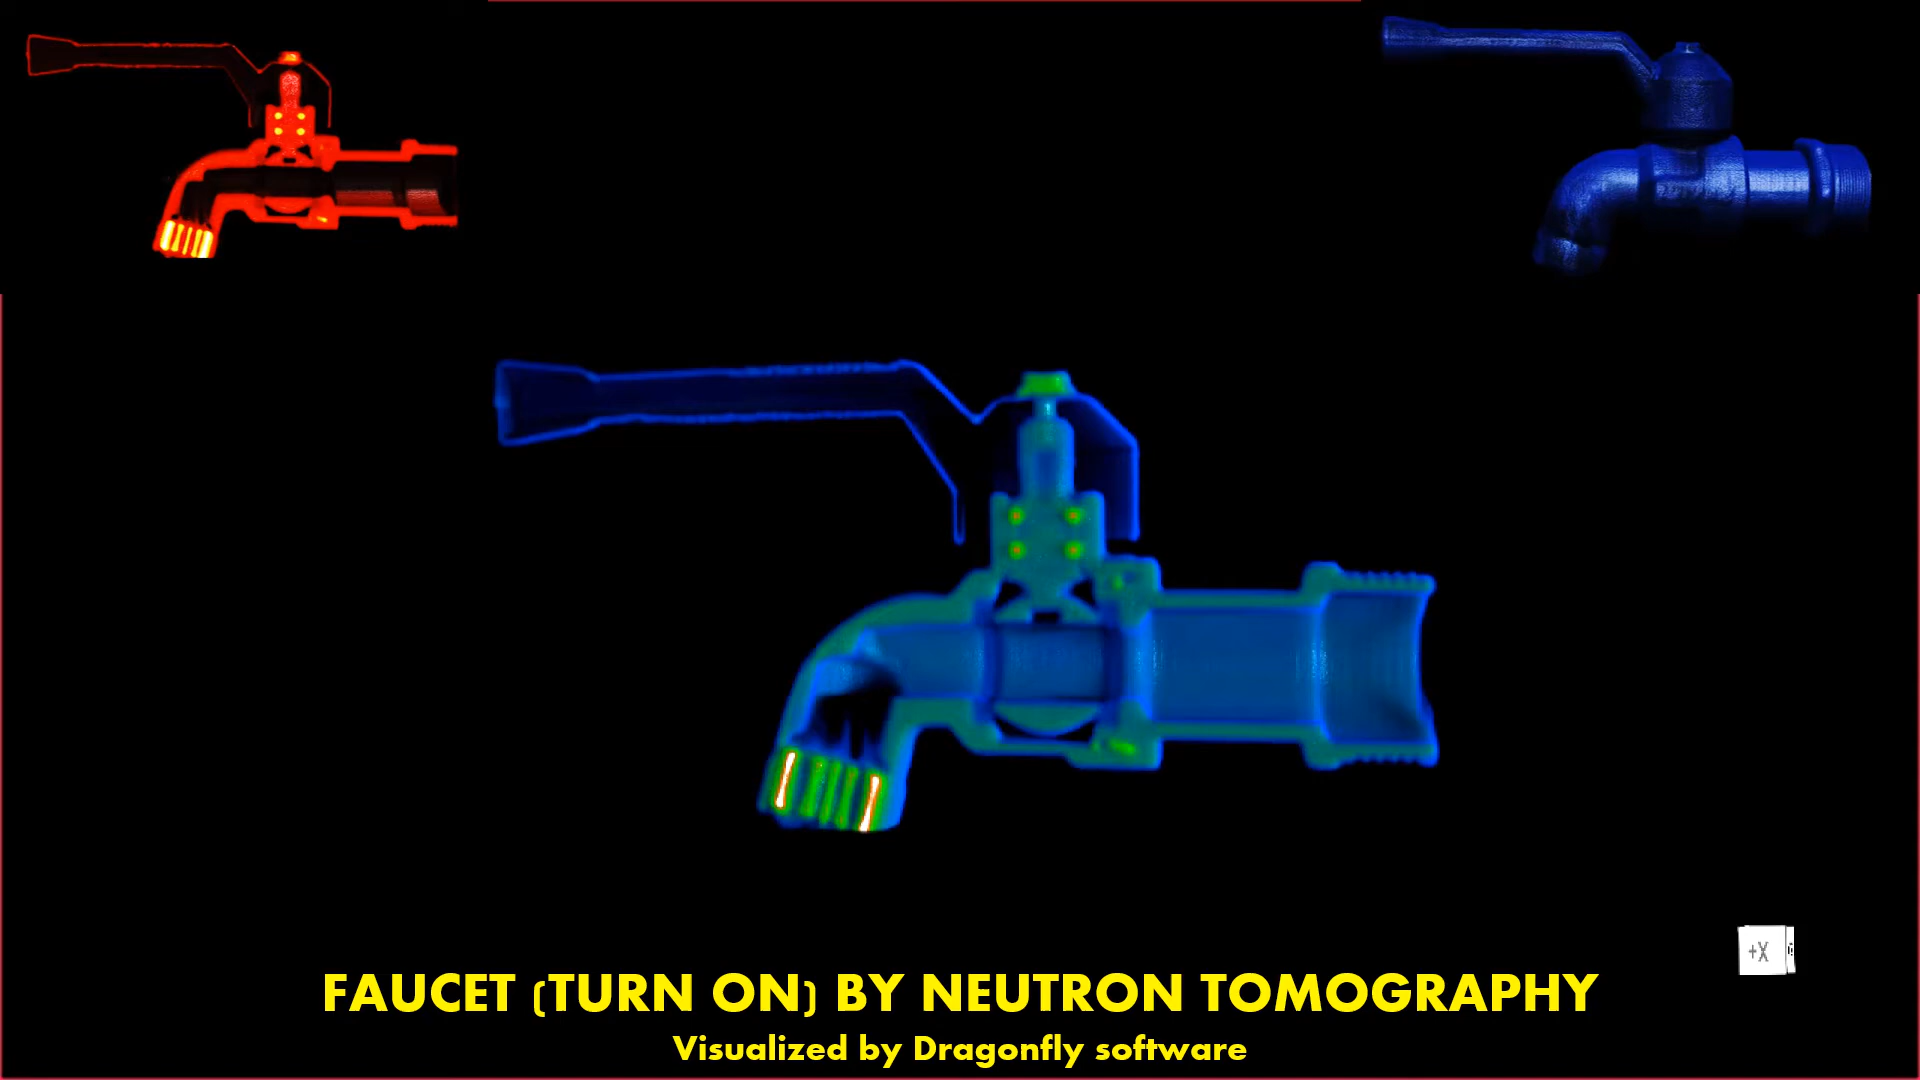 +X
FAUCET (TURN ON) BY NEUTRON TOMOGRAPHY
Visualized by Dragonfly software